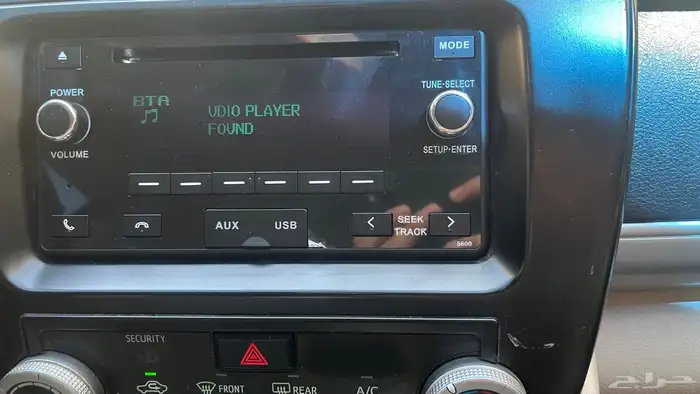 MODE
POWER
BTA
UDIO PLAYER
FOUND
TUNE·SELECT
VOLUME
SETUP·ENTER
AUX USB
< SEEK >
TRACK
S606
SECURITY
FRONT
REAR
A/C
حراج